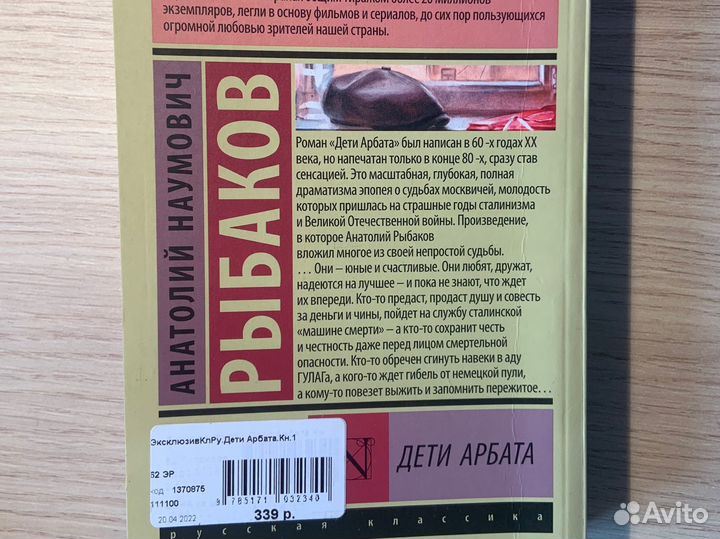 экземпляров, легли в основу фильмов и сериалов, до сих пор пользующихся
огромной любовью зрителей нашей страны.
АНАТОЛИЙ НАУМОВИЧ
РЫБАКОВ
Роман «Дети Арбата» был написан в 60 -х годах XX
века, но напечатан только в конце 80 -х, сразу став
сенсацией. Это масштабная, глубокая, полная
драматизма эпопея о судьбах москвичей, молодость
которых пришлась на страшные годы сталинизма
и Великой Отечественной войны. Произведение,
в которое Анатолий Рыбаков
вложил многое из своей непростой судьбы.
… Они – юные и счастливые. Они любят, дружат,
надеются на лучшее – и пока не знают, что ждет
их впереди. Кто-то предаст, продаст душу и совесть
за деньги и чины, пойдет на службу сталинской
«машине смерти» – а кто-то сохранит честь
и честность даже перед лицом смертельной
опасности. Кто-то обречен сгинуть навеки в аду
ГУЛАГа, а кого-то ждет гибель от немецкой пули,
а кому-то повезет выжить и запомнить пережитое…
ЭксклюзивКлРу.Дети Арбата.Кн.1
62 ЭР
код 1370875
111100
20.04.2022
9 785171 032340
339 р.
N
ДЕТИ АРБАТА
русская классика
Avito